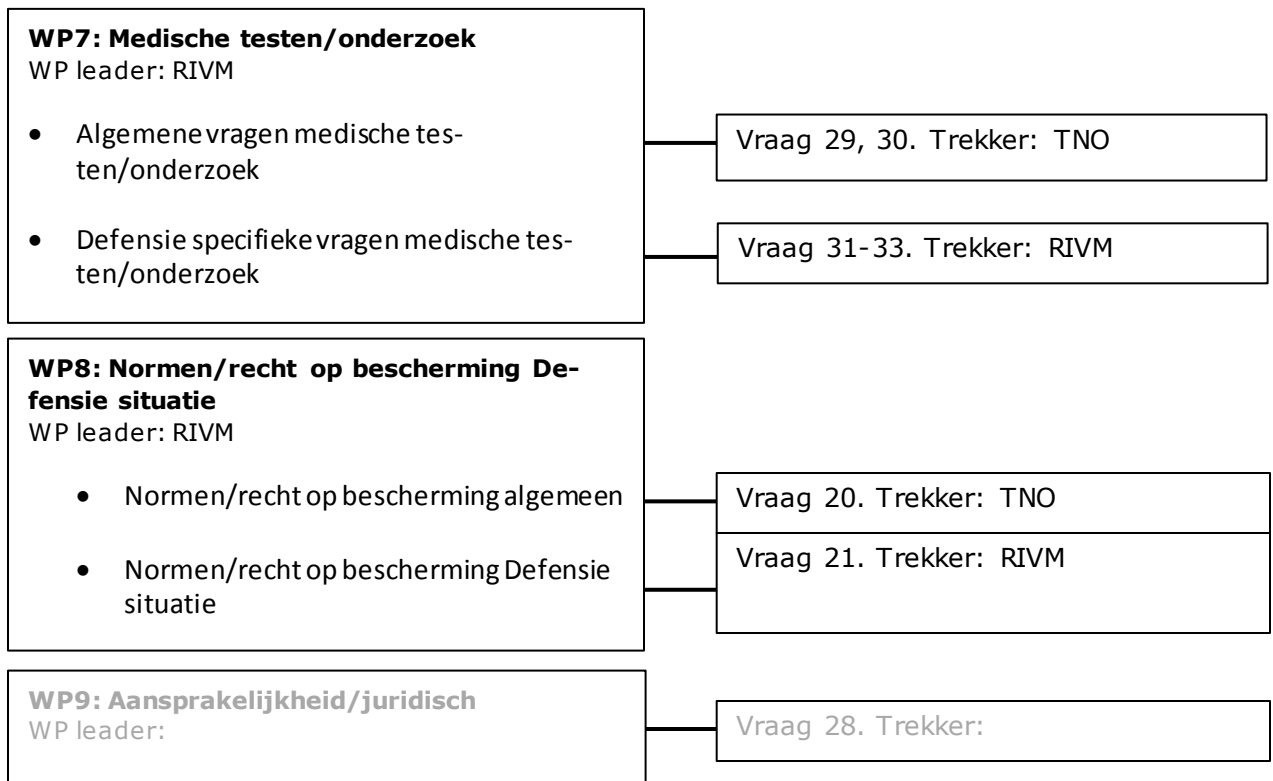 WP7: Medische testen/onderzoek
WP leader: RIVM
• Algemene vragen medische tes-
ten/onderzoek
Vraag 29, 30. Trekker: TNO
• Defensie specifieke vragen medische tes-
ten/onderzoek
Vraag 31-33. Trekker: RIVM
WP8: Normen/recht op bescherming De-
fensie situatie
WP leader: RIVM
• Normen/recht op bescherming algemeen
Vraag 20. Trekker: TNO
• Normen/recht op bescherming Defensie
situatie
Vraag 21. Trekker: RIVM
WP9: Aansprakelijkheid/juridisch
WP leader:
Vraag 28. Trekker: